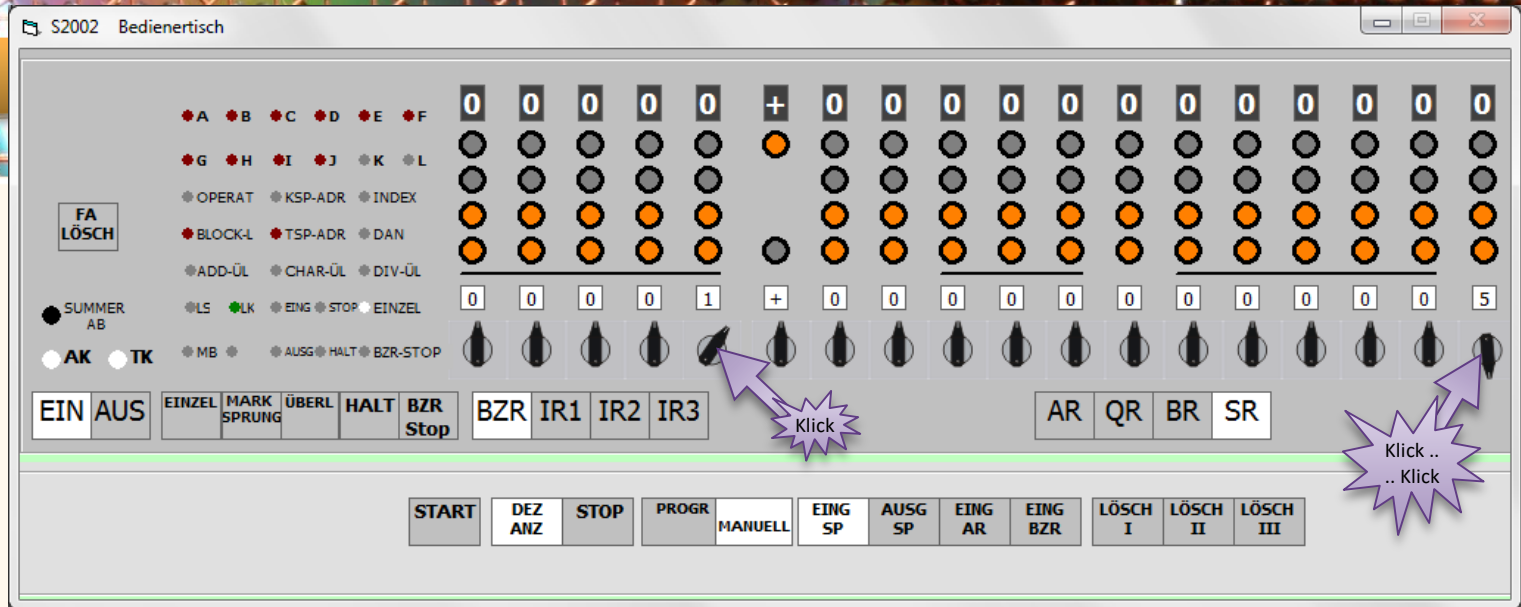 S2002 Bedienertisch
0 0 0 0 0 + 0 0 0 0 0 0 0 0 0 0 0 0
A B C D E F
G H I J K L
OPERAT KSP-ADR INDEX
FA
LÖSCH
BLOCK-L TSP-ADR DAN
ADD-ÜL CHAR-ÜL DIV-ÜL
0 0 0 0 1 + 0 0 0 0 0 0 0 0 0 0 0 5
SUMMER
AB
LS LK EING STOP EINZEL
AK TK
MB AUSG HALT BZR-STOP
EIN AUS
EINZEL
MARK
SPRUNG
ÜBERL
HALT
BZR
Stop
BZR IR1 IR2 IR3
Klick
AR QR BR SR
Klick ..
.. Klick
START
DEZ
ANZ
STOP
PROGR
MANUELL
EING
SP
AUSG
SP
EING
AR
EING
BZR
LÖSCH
I
LÖSCH
II
LÖSCH
III